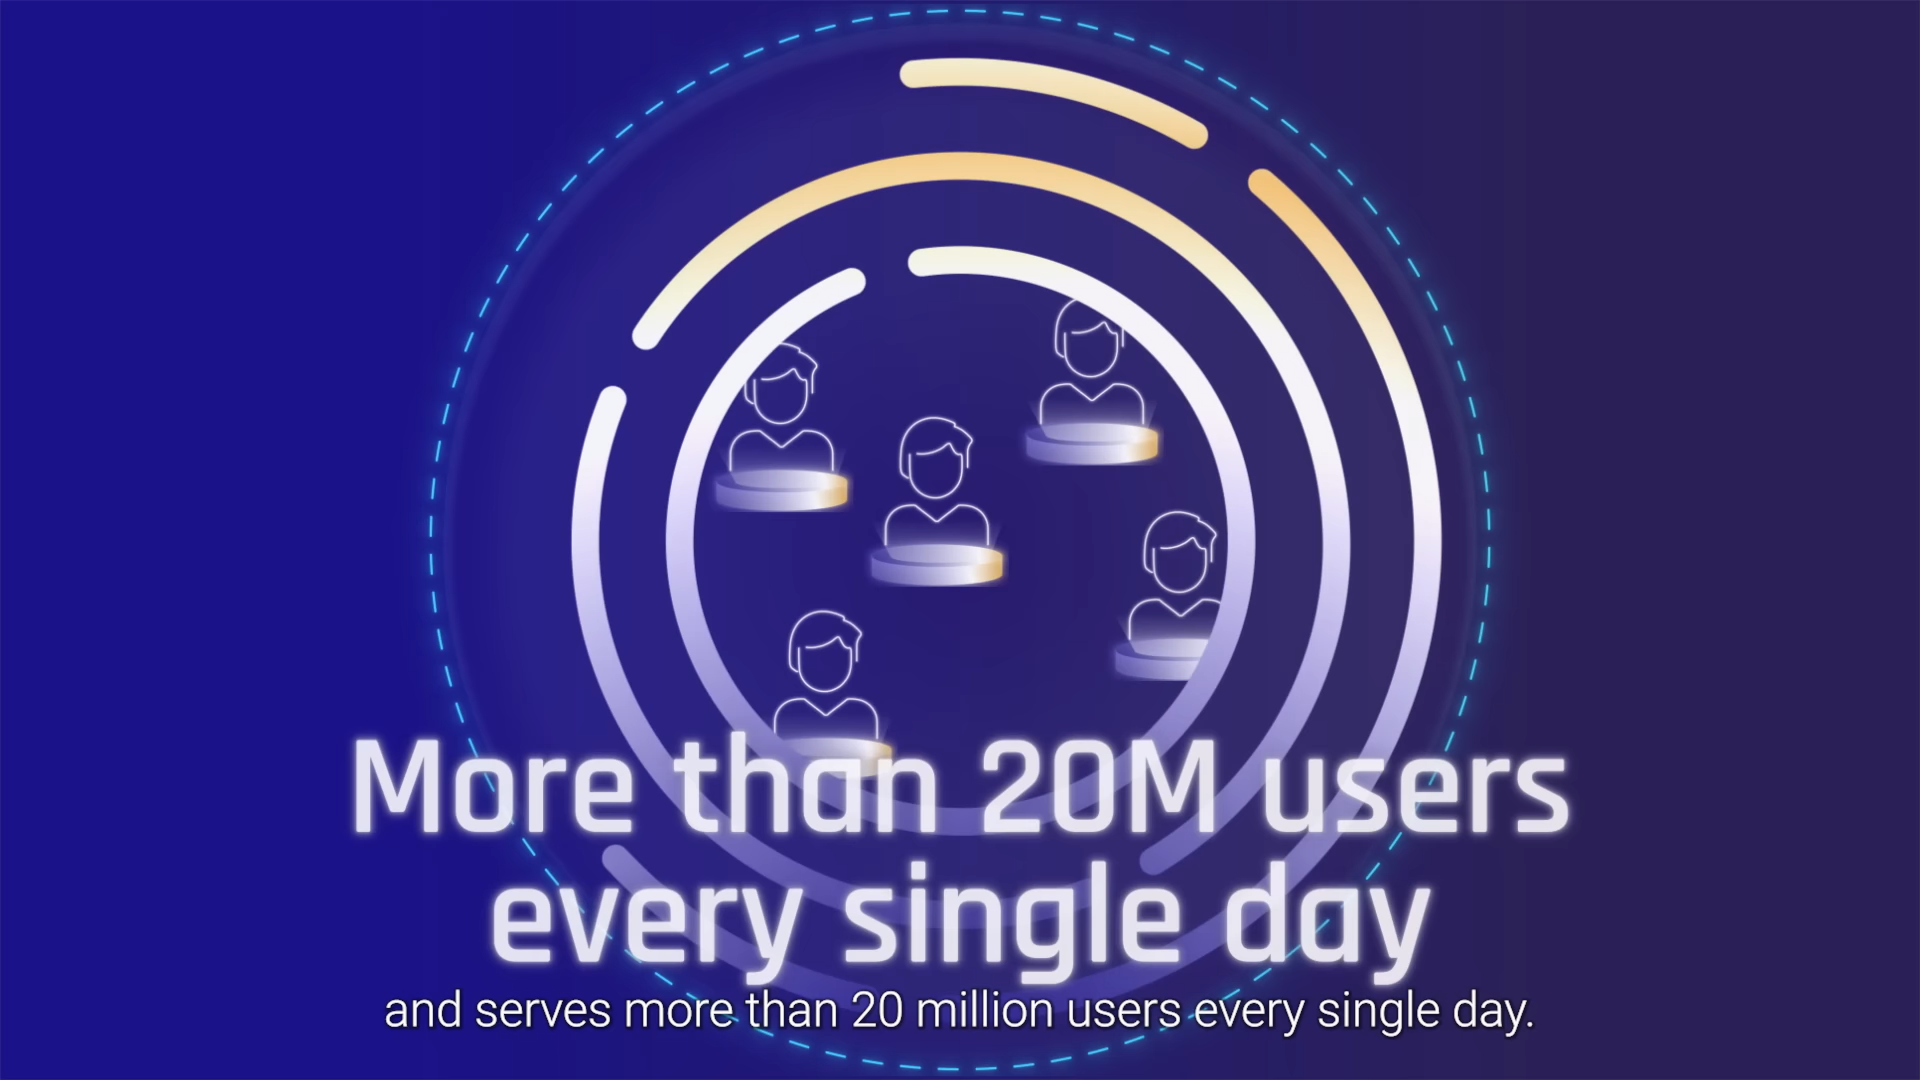 More than 20M users
every single day
and serves more than 20 million users every single day.